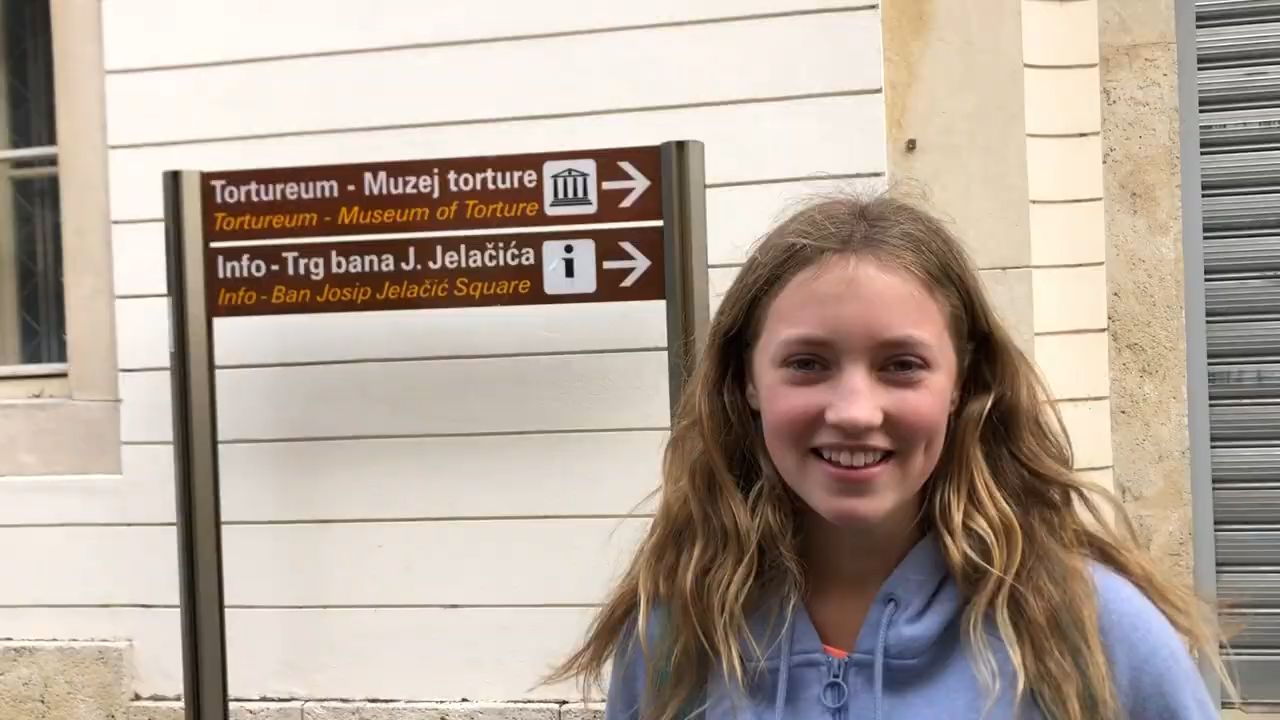 Tortureum - Muzej torture
Tortureum - Museum of Torture
Info - Trg bana J. Jelačića
i
Info - Ban Josip Jelačić Square